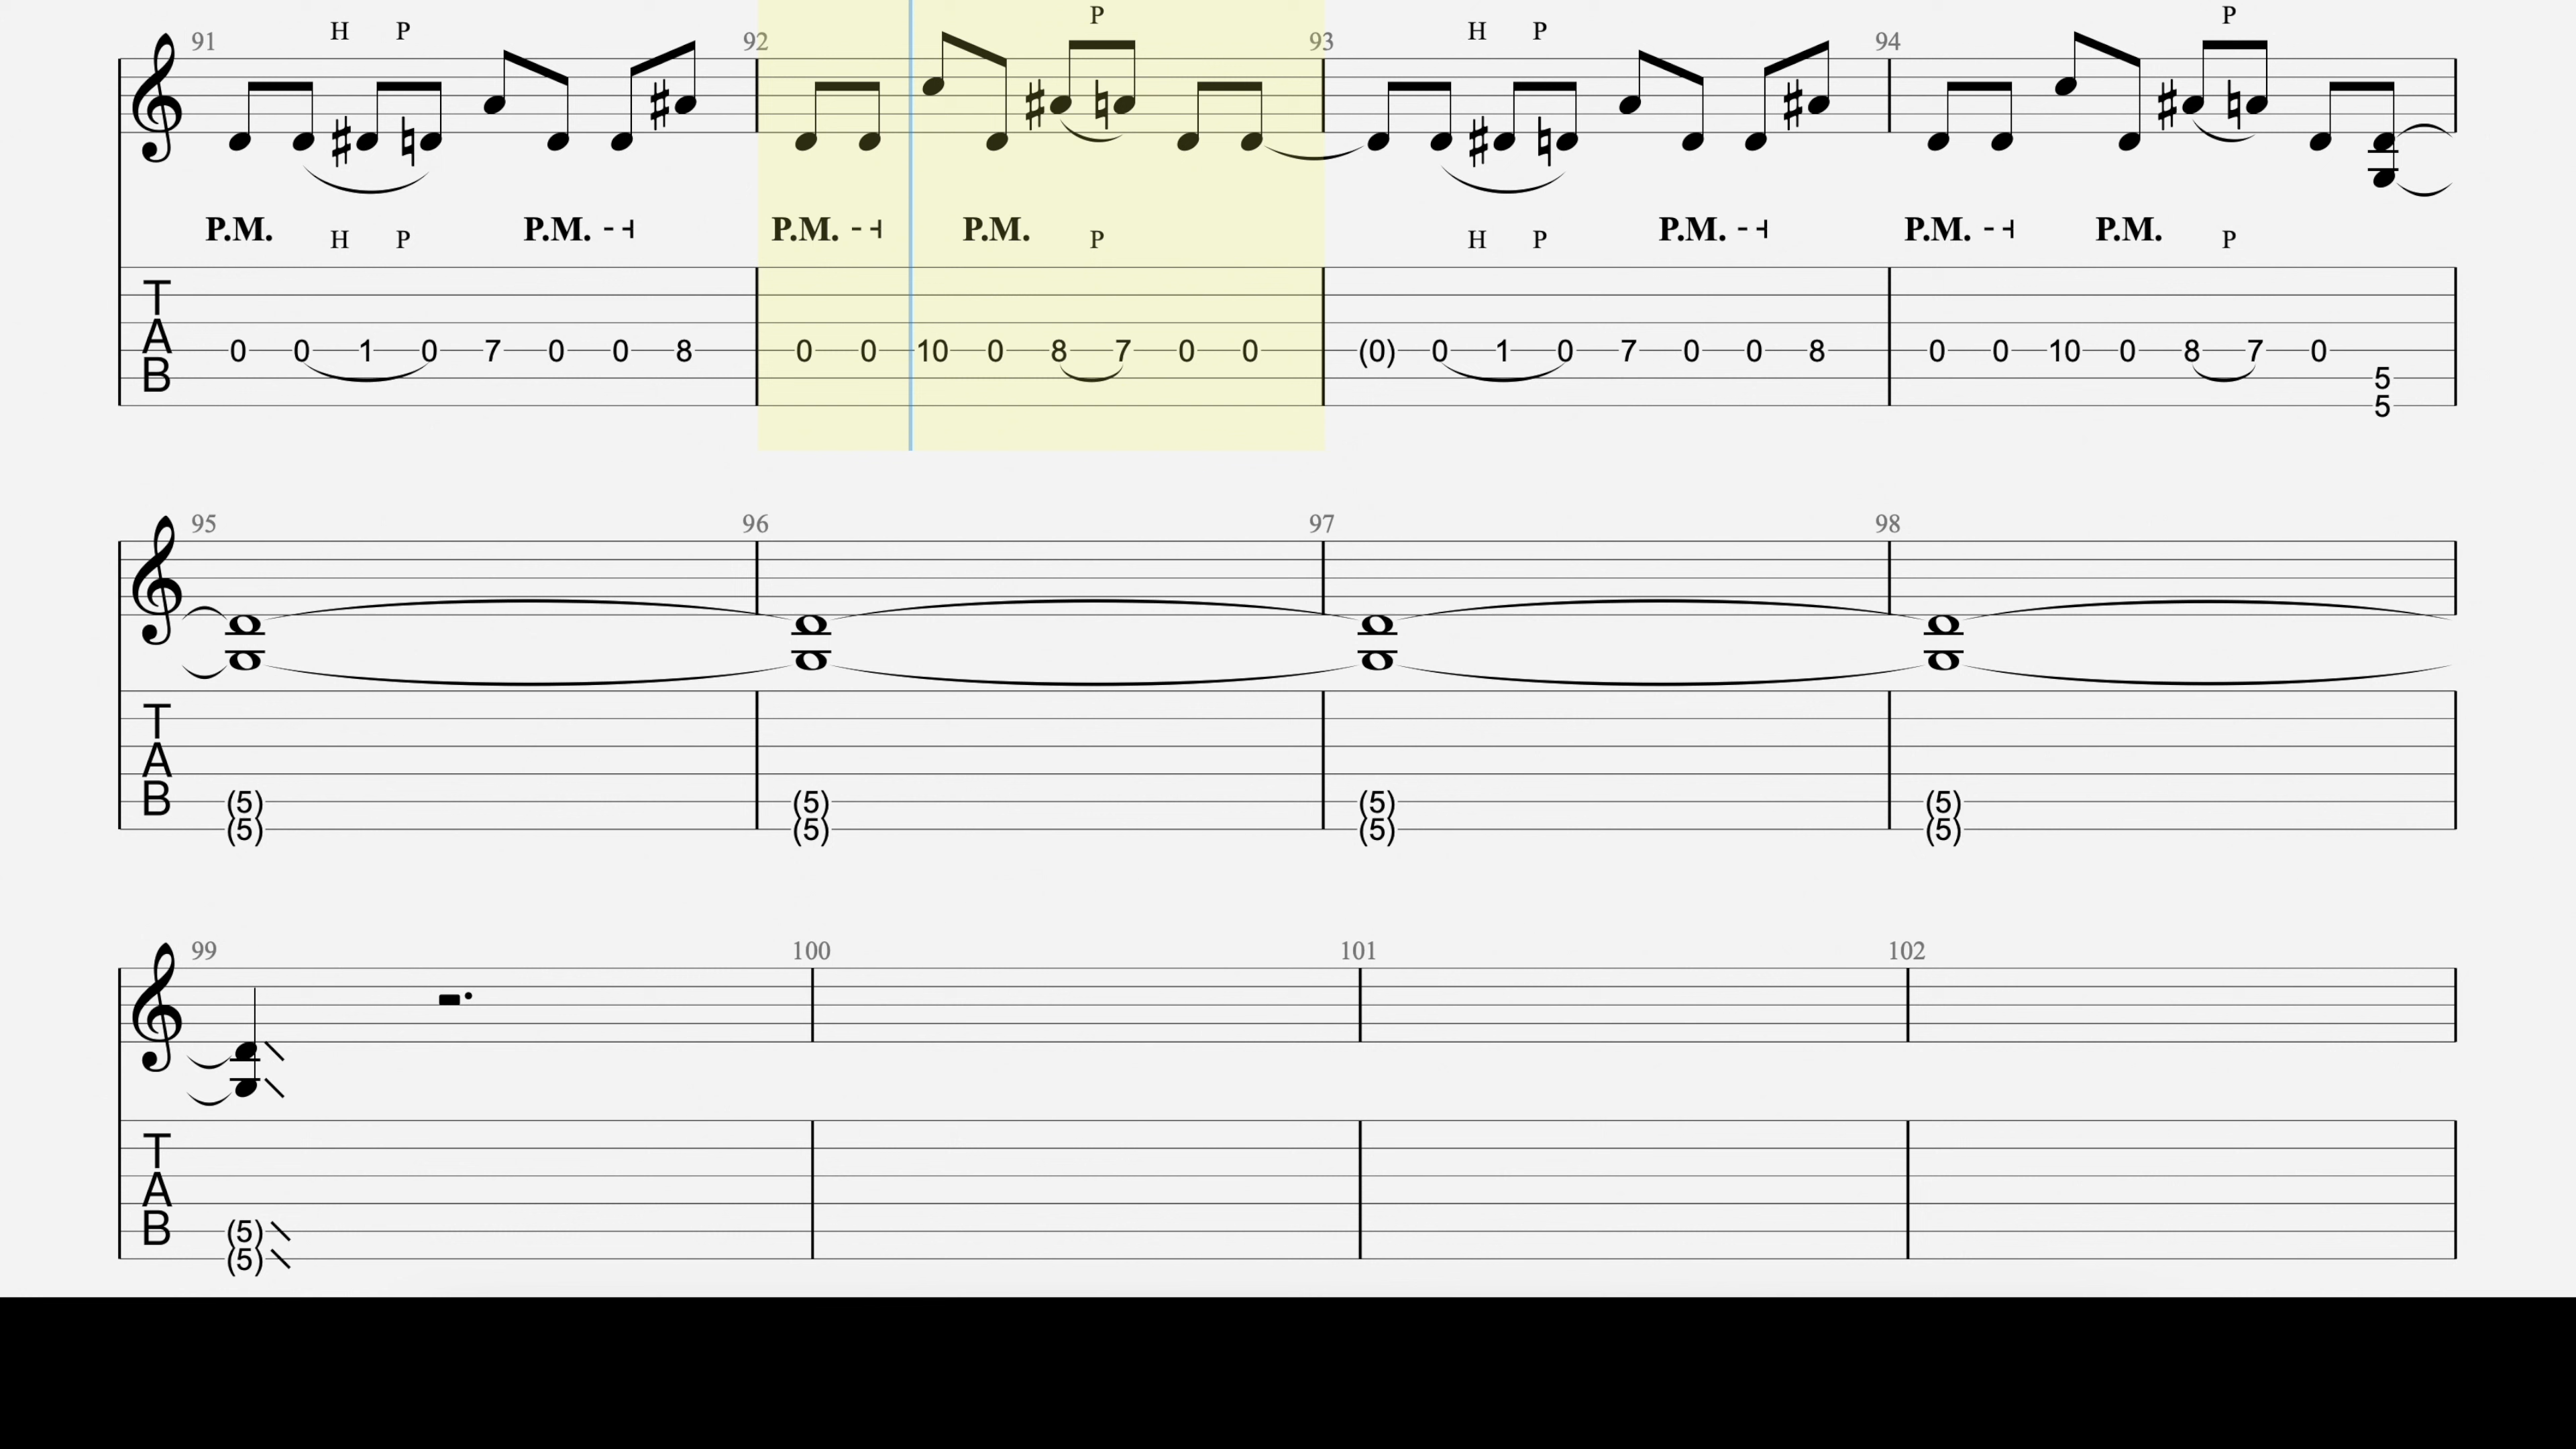 P
91 H P 92 93 H P 94 P
P.M. H P P.M. P.M. P.M. P H P P.M. P.M. P.M. P
T
A 0 0 1 0 7 0 0 8 0 0 10 0 8 7 0 0 (0) 0 1 0 7 0 0 8 0 0 10 0 8 7 0
B 5
5
95 96 97 98
T
A
B (5) (5) (5) (5)
(5) (5) (5) (5)
99 100 101 102
T
A
B (5)
(5)